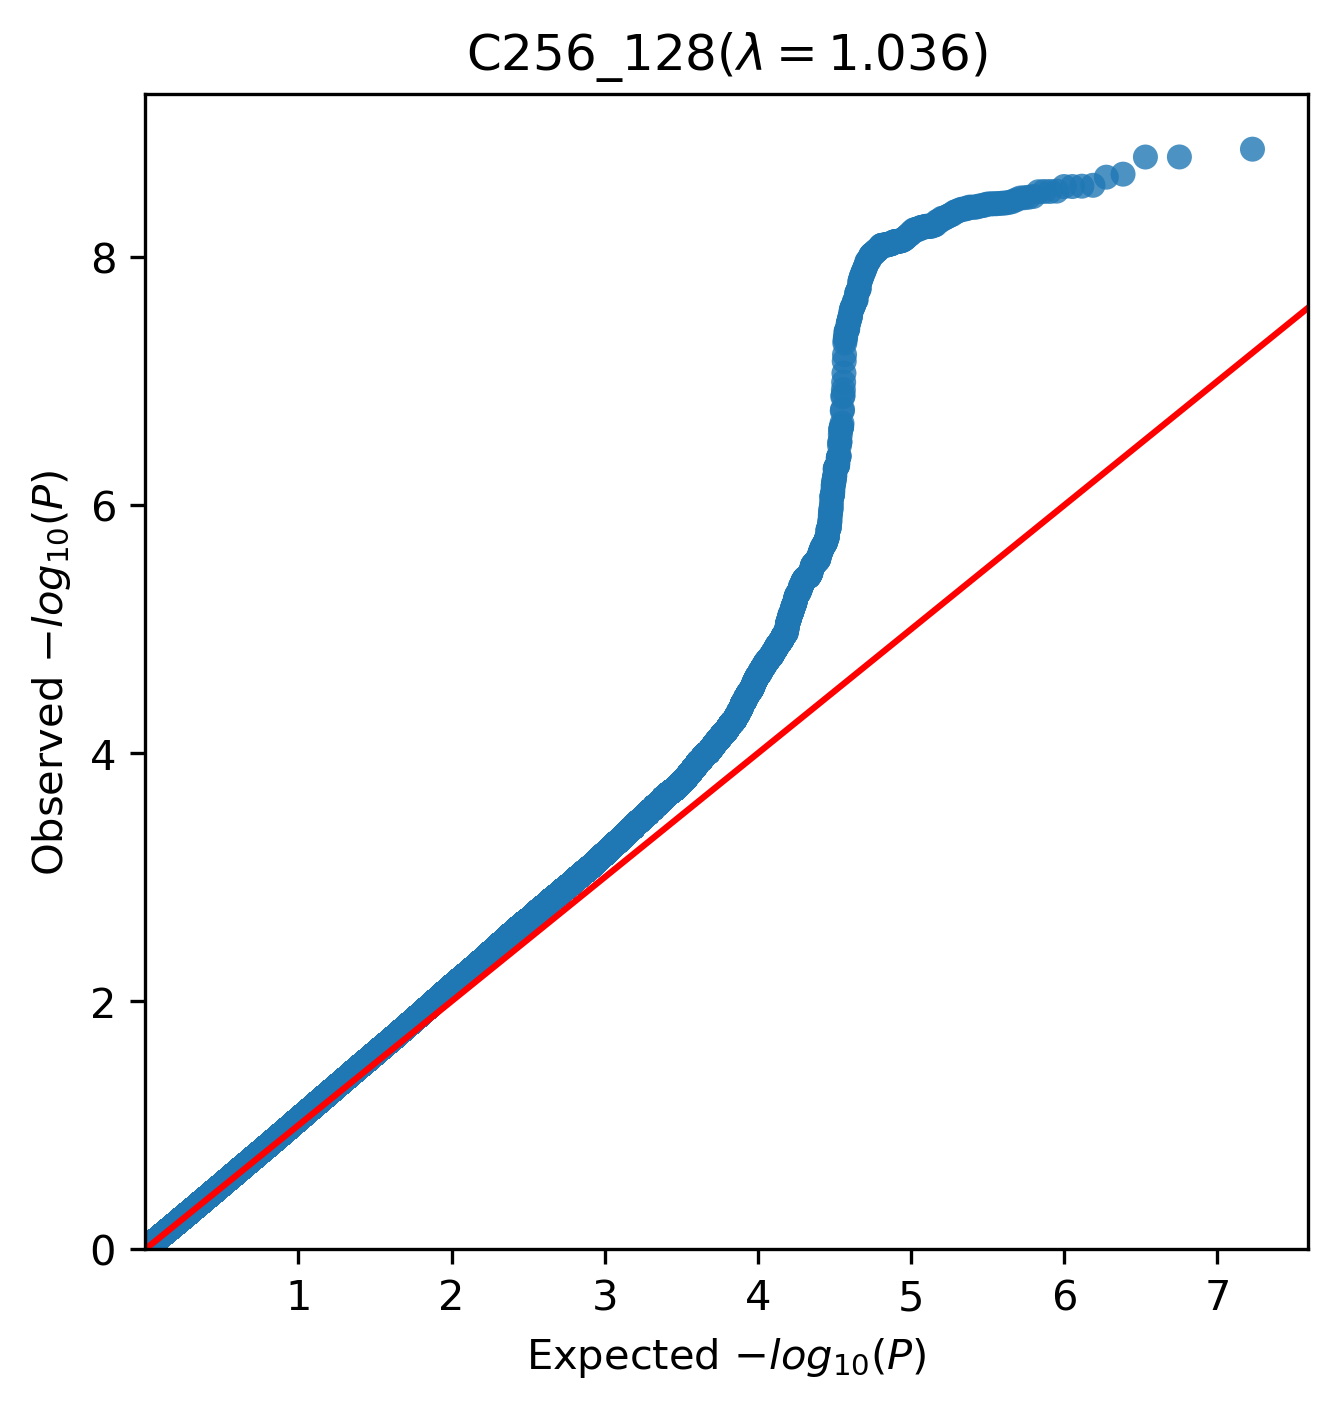 C256_128(λ = 1.036)
Observed −log₁₀(P)
8
6
4
2
0
1 2 3 4 5 6 7
Expected −log₁₀(P)